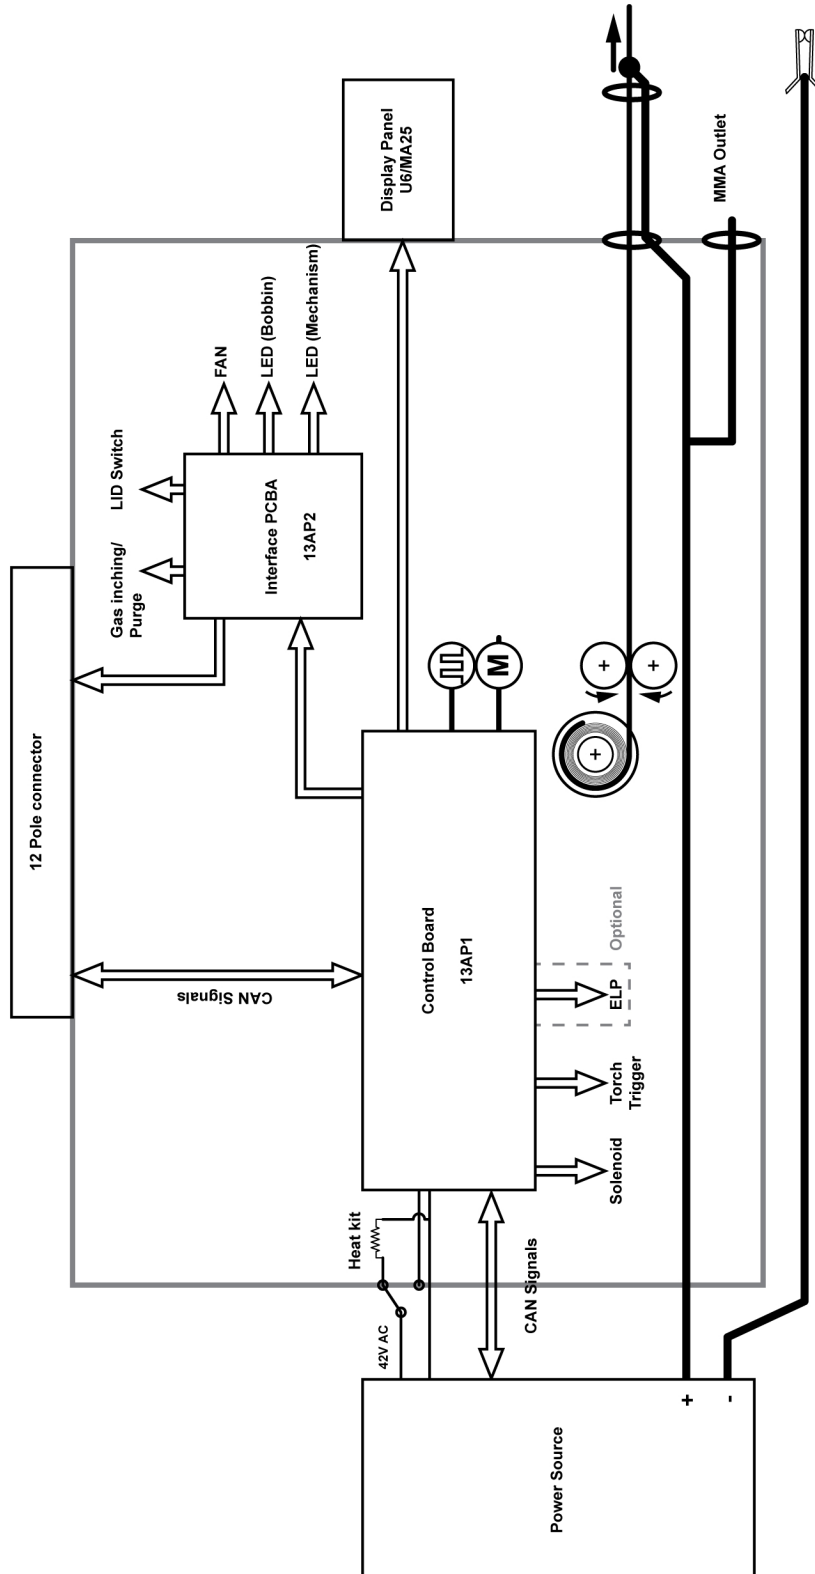 12 Pole connector
Gas inching/
Purge
LID Switch
FAN
LED (Bobbin)
LED (Mechanism)
Display Panel
U6/MA25
Interface PCBA
13AP2
CAN Signals
Control Board
13AP1
M
MMA Outlet
Heat kit
42V AC
CAN Signals
Solenoid
Torch
Trigger
ELP
Optional
+
+
+
Power Source
+
-